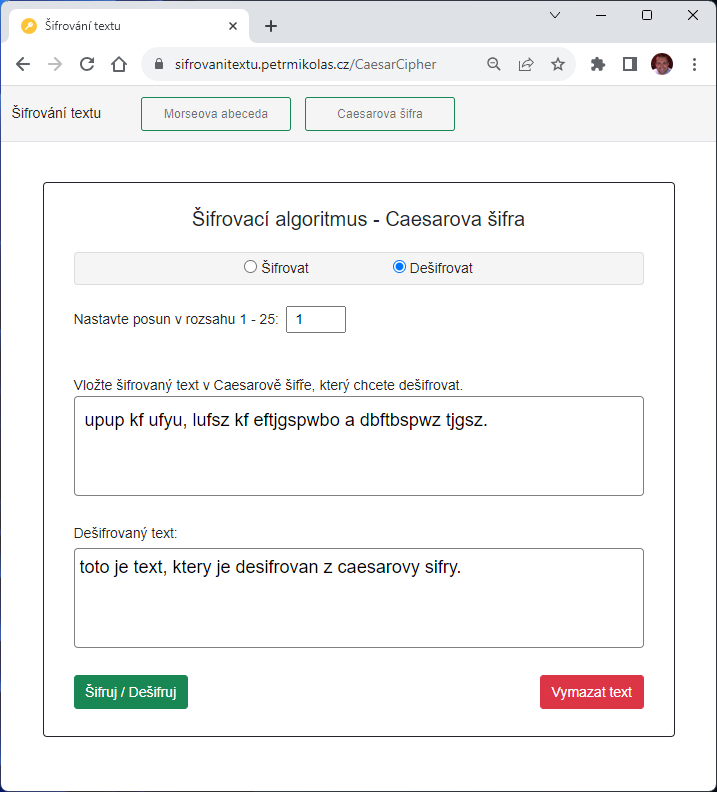 Šifrování textu
sifrovanitextu.petrmikolas.cz/CaesarCipher
Šifrování textu Morseova abeceda Caesarova šifra
Šifrovací algoritmus - Caesarova šifra
Šifrovat Dešifrovat
Nastavte posun v rozsahu 1 - 25: 1
Vložte šifrovaný text v Caesarově šifře, který chcete dešifrovat.
upup kf ufyu, lufsz kf eftjgspwbo a dbftbspwz tjgsz.
Dešifrovaný text:
toto je text, ktery je desifrovan z caesarovy sifry.
Šifruj / Dešifruj Vymazat text